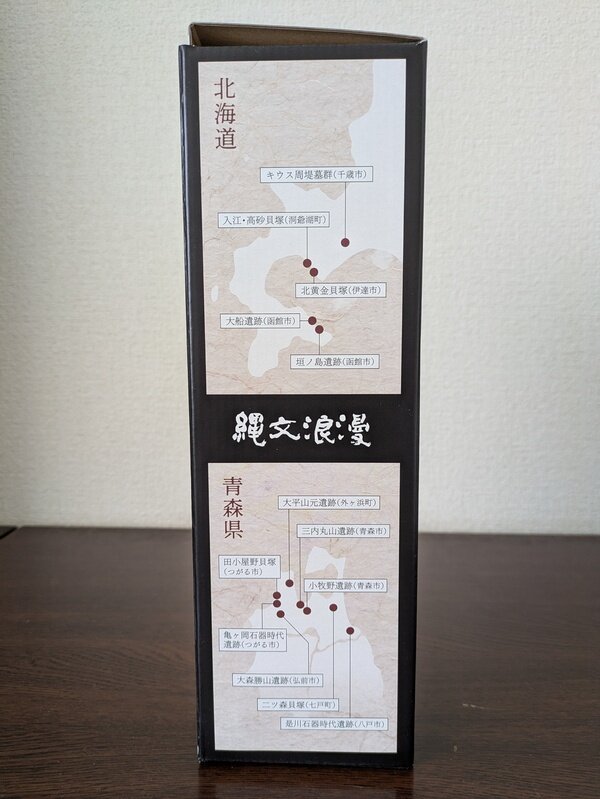 北海道
キウス周堤墓群(千歳市)
入江・高砂貝塚(洞爺湖町)
北黄金貝塚(伊達市)
大船遺跡(函館市)
垣ノ島遺跡(函館市)
縄文浪漫
青森県
大平山元遺跡(外ヶ浜町)
三内丸山遺跡(青森市)
田小屋野貝塚
(つがる市)
小牧野遺跡(青森市)
亀ヶ岡石器時代
遺跡(つがる市)
大森勝山遺跡(弘前市)
二ツ森貝塚(七戸町)
是川石器時代遺跡(八戸市)